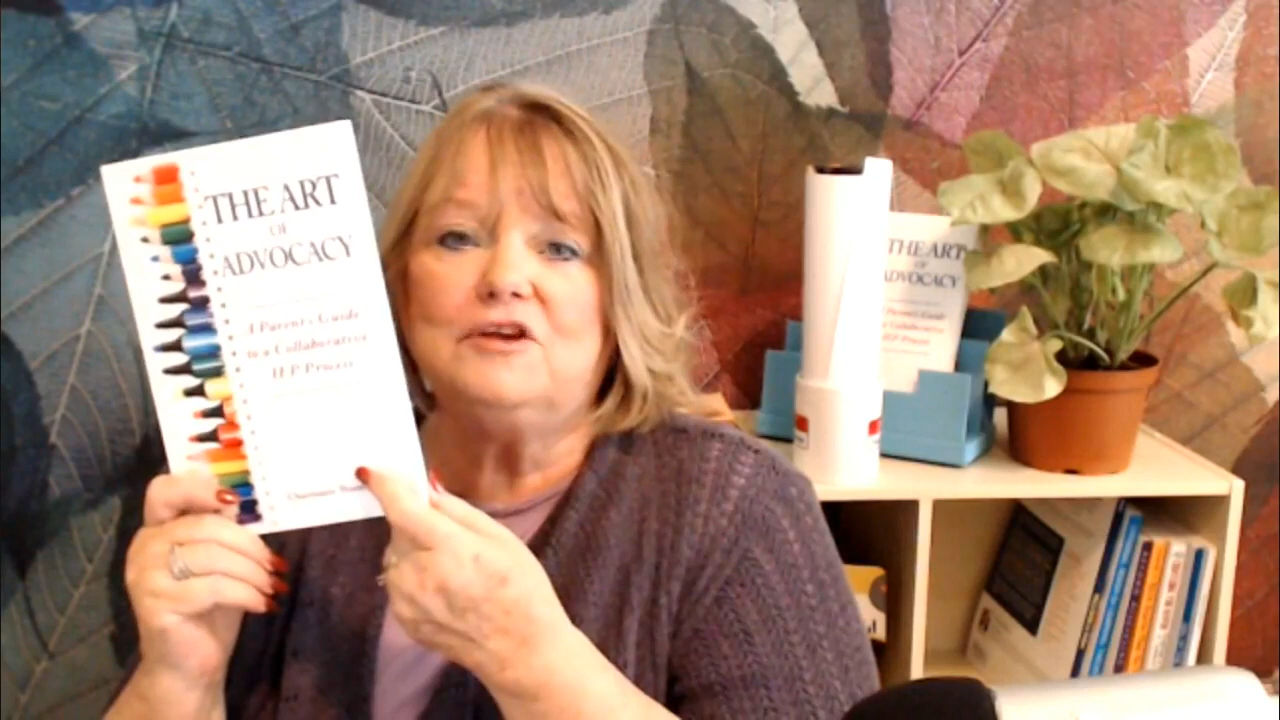 THE ART
OF
ADVOCACY
A Parent's Guide
to a Collaborative
IEP Process
Charmaine
THE ART
OF
ADVOCACY
A Parent's Guide
to a Collaborative
IEP Process